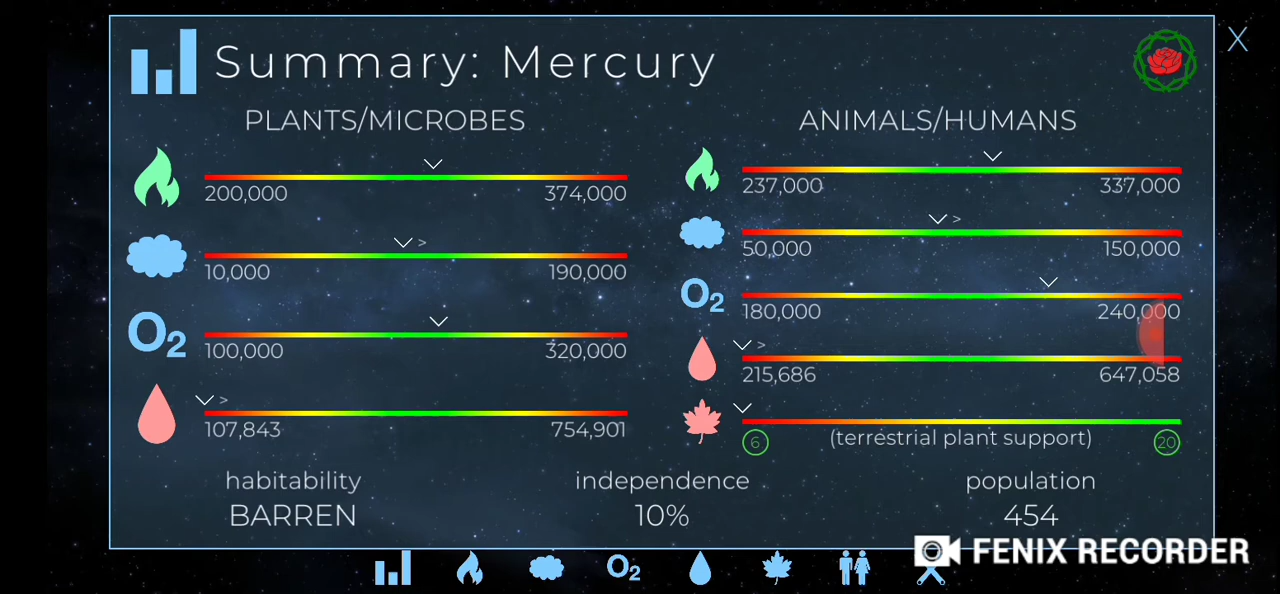 Summary: Mercury
X
PLANTS/MICROBES
200,000 374,000
10,000 190,000
O2
100,000 320,000
107,843 754,901
ANIMALS/HUMANS
237,000 337,000
50,000 150,000
O2
180,000 240,000
215,686 647,058
6 (terrestrial plant support) 20
habitability independence population
BARREN 10% 454
O2
FENIX RECORDER